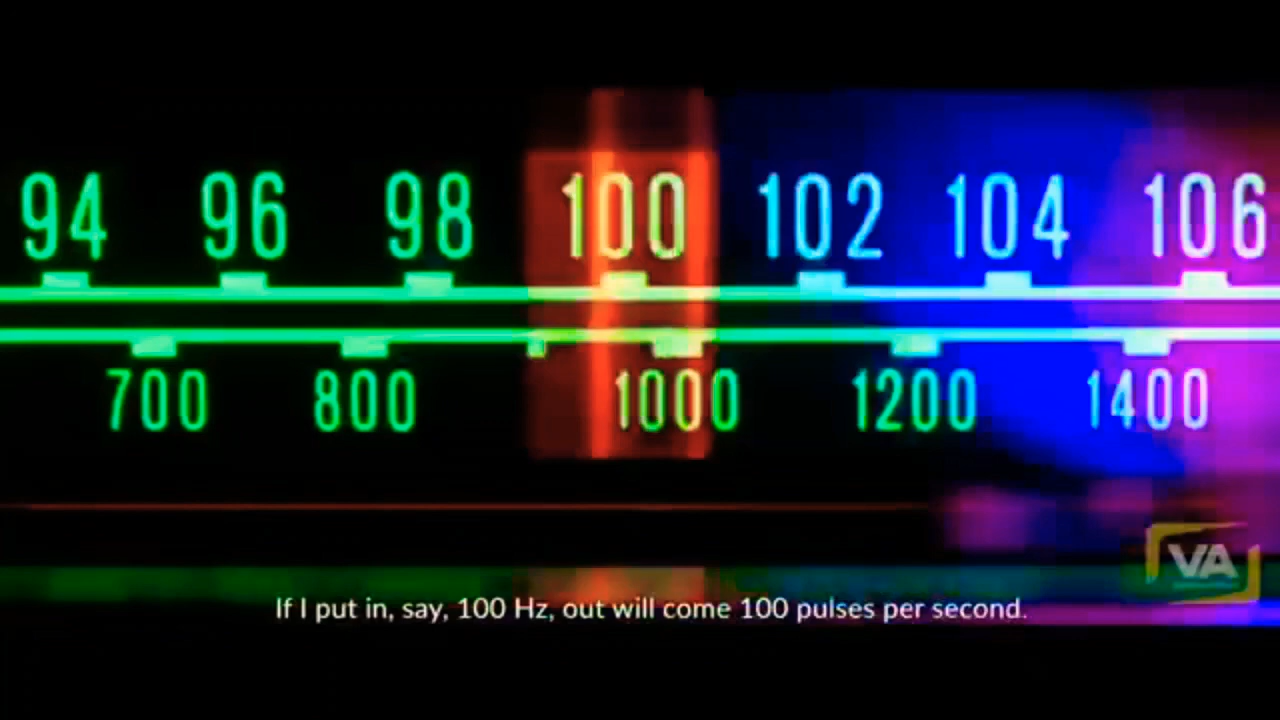 94 96 98 100 102 104 106
700 800 1000 1200 1400
VA
If I put in, say, 100 Hz, out will come 100 pulses per second.